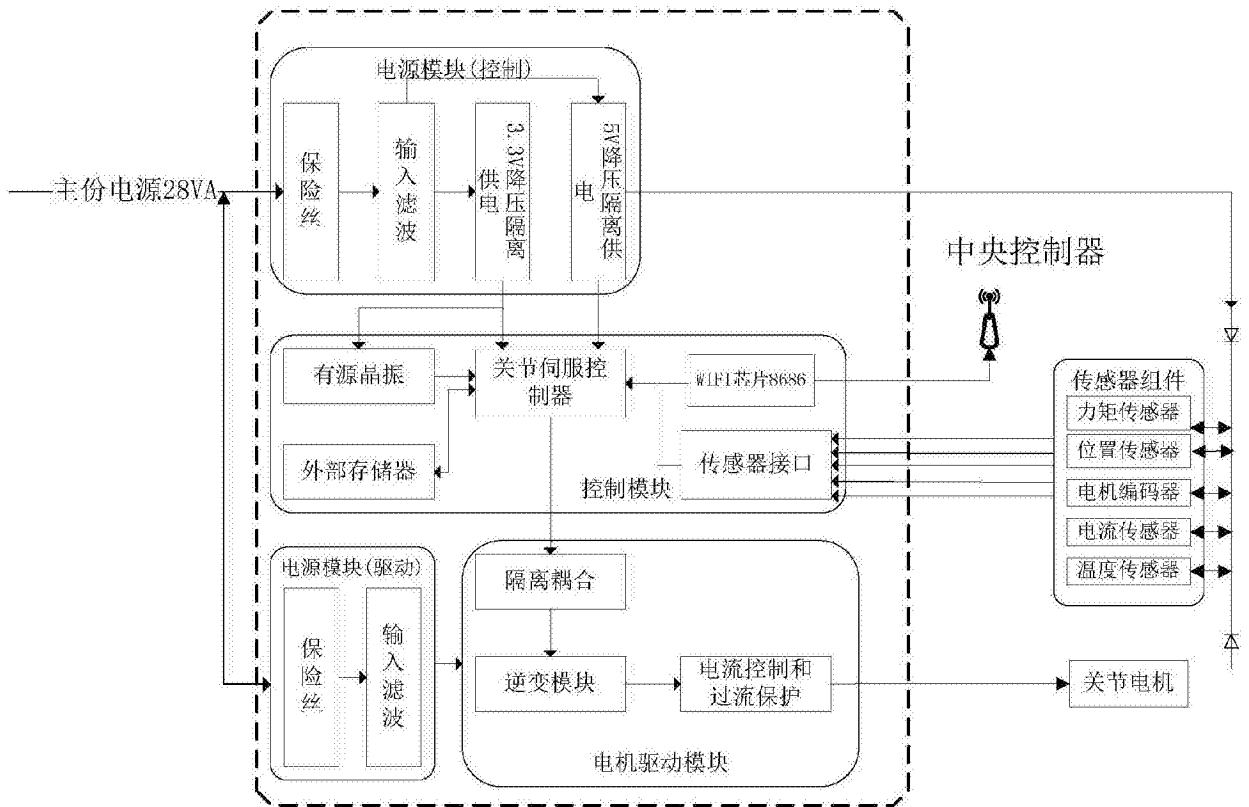 电源模块(控制)
保险丝
输入滤波
3.3V降压隔离
供电
5V降压隔离供
电
主份电源28VA
中央控制器
有源晶振
关节伺服控
制器
WIFI芯片8686
外部存储器
传感器接口
控制模块
传感器组件
力矩传感器
位置传感器
电机编码器
电流传感器
温度传感器
电源模块(驱动)
保险丝
输入滤波
隔离耦合
逆变模块
电流控制和
过流保护
电机驱动模块
关节电机